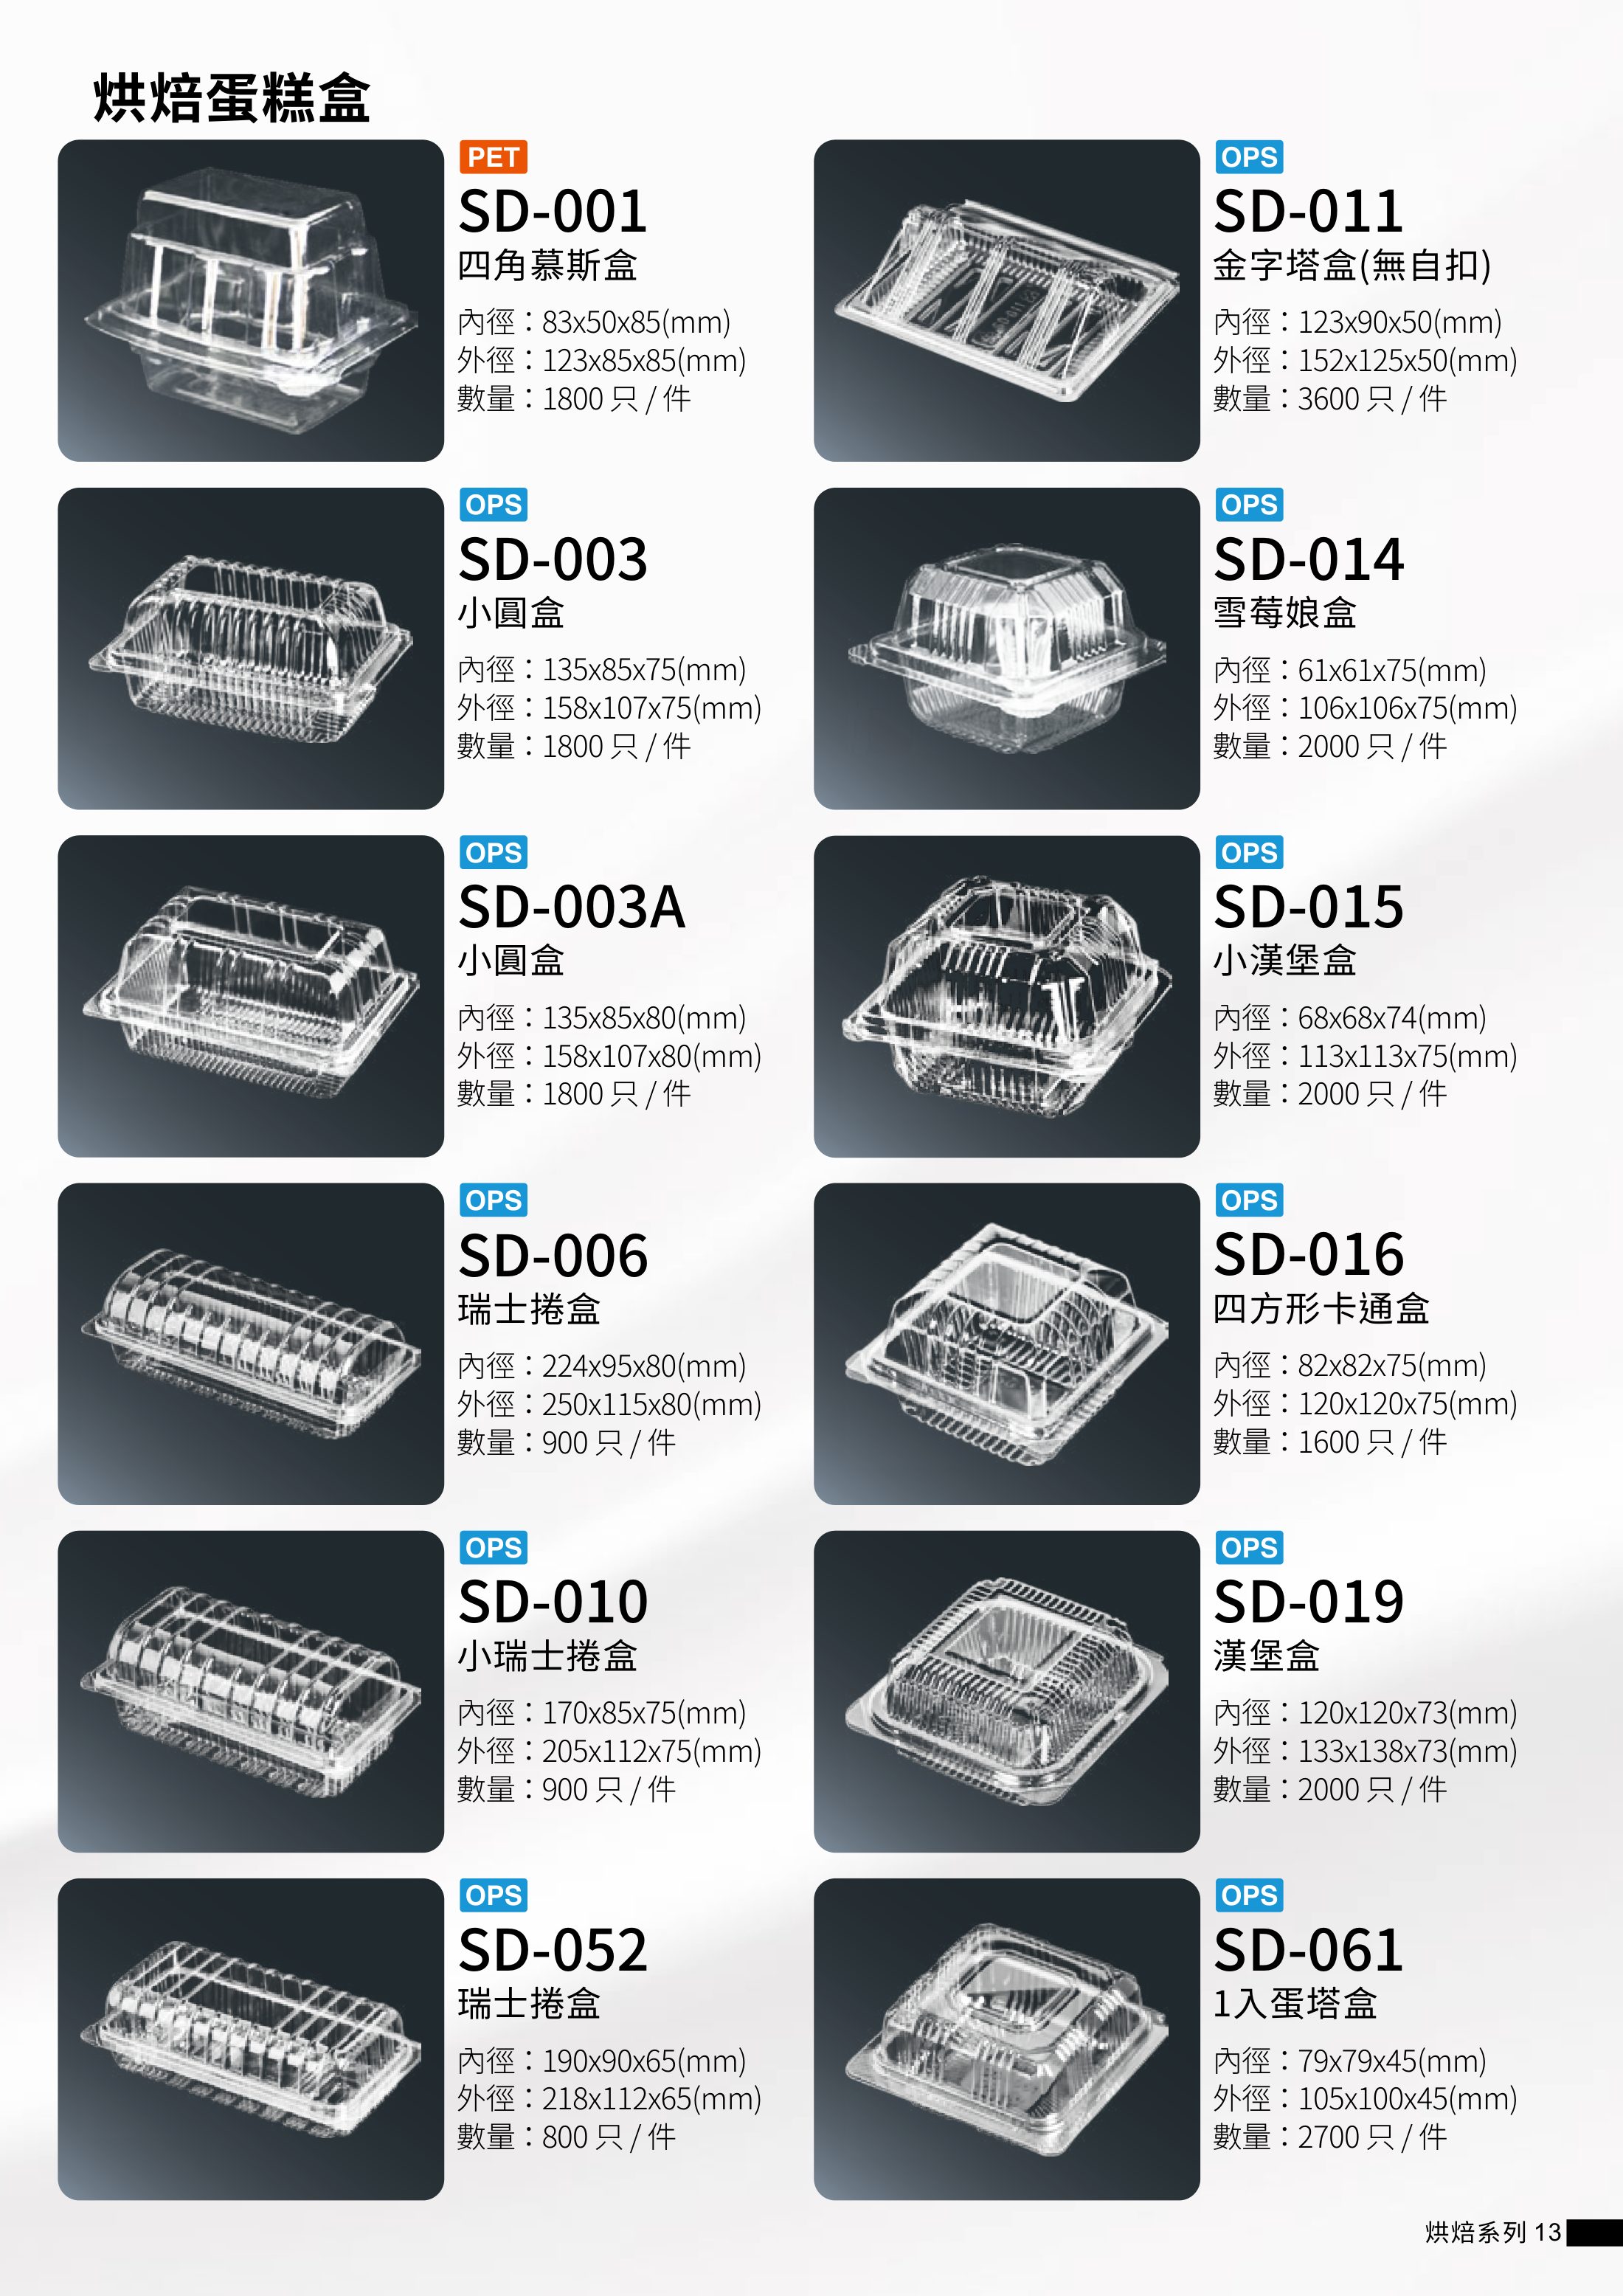 烘焙蛋糕盒
PET
SD-001
四角慕斯盒
內徑：83x50x85(mm)
外徑：123x85x85(mm)
數量：1800 只 / 件
OPS
SD-011
金字塔盒(無自扣)
內徑：123x90x50(mm)
外徑：152x125x50(mm)
數量：3600 只 / 件
OPS
SD-003
小圓盒
內徑：135x85x75(mm)
外徑：158x107x75(mm)
數量：1800 只 / 件
OPS
SD-014
雪莓娘盒
內徑：61x61x75(mm)
外徑：106x106x75(mm)
數量：2000 只 / 件
OPS
SD-003A
小圓盒
內徑：135x85x80(mm)
外徑：158x107x80(mm)
數量：1800 只 / 件
OPS
SD-015
小漢堡盒
內徑：68x68x74(mm)
外徑：113x113x75(mm)
數量：2000 只 / 件
OPS
SD-006
瑞士捲盒
內徑：224x95x80(mm)
外徑：250x115x80(mm)
數量：900 只 / 件
OPS
SD-016
四方形卡通盒
內徑：82x82x75(mm)
外徑：120x120x75(mm)
數量：1600 只 / 件
OPS
SD-010
小瑞士捲盒
內徑：170x85x75(mm)
外徑：205x112x75(mm)
數量：900 只 / 件
OPS
SD-019
漢堡盒
內徑：120x120x73(mm)
外徑：133x138x73(mm)
數量：2000 只 / 件
OPS
SD-052
瑞士捲盒
內徑：190x90x65(mm)
外徑：218x112x65(mm)
數量：800 只 / 件
OPS
SD-061
1入蛋塔盒
內徑：79x79x45(mm)
外徑：105x100x45(mm)
數量：2700 只 / 件
烘焙系列 13